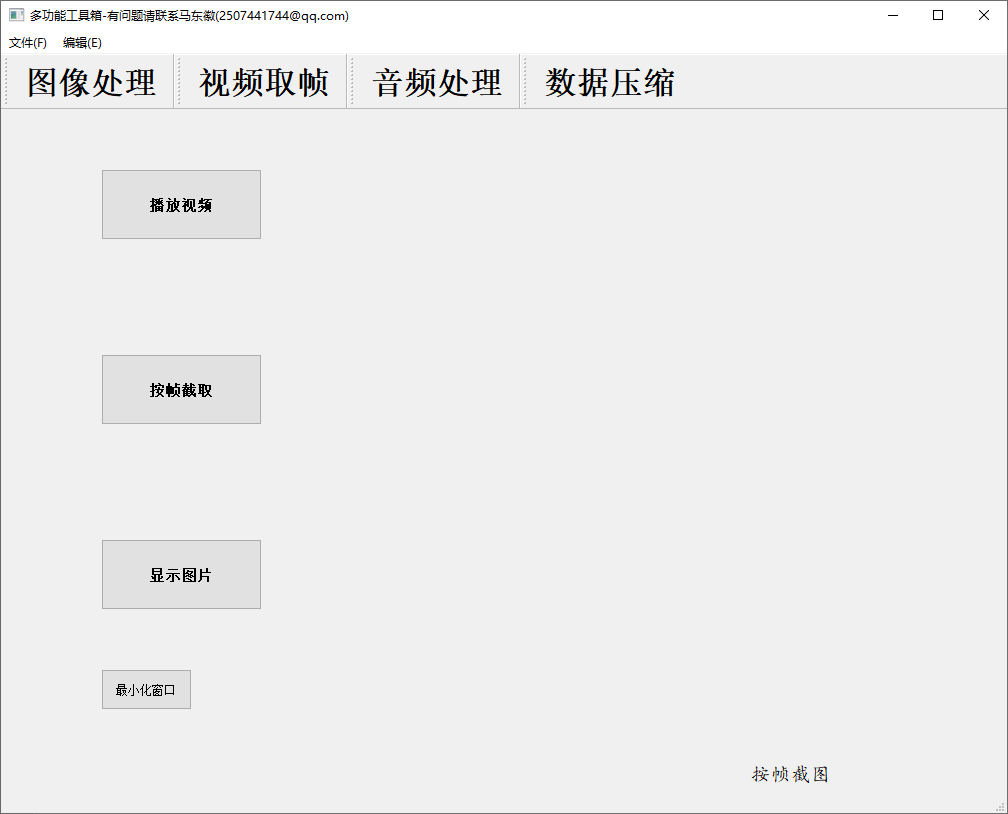 多功能工具箱-有问题请联系马东徽(2507441744@qq.com)
文件(F) 编辑(E)
图像处理 视频取帧 音频处理 数据压缩
播放视频
按帧截取
显示图片
最小化窗口
按帧截图